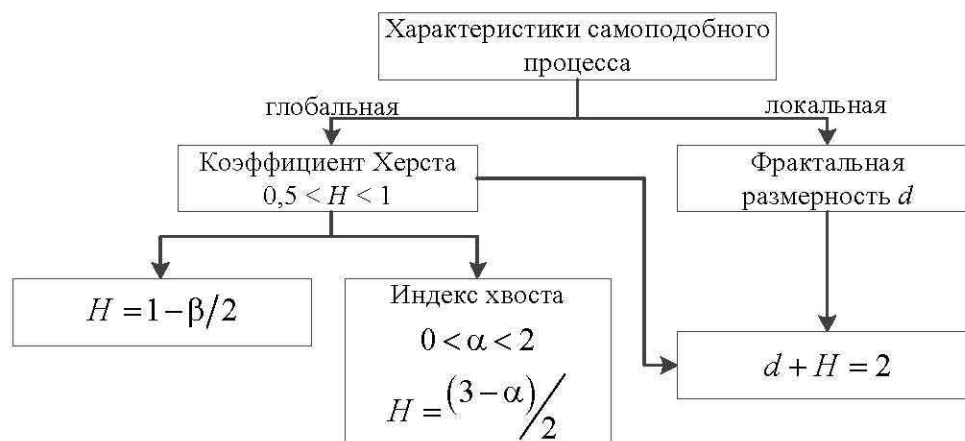 Характеристики самоподобного
процесса
глобальная
локальная
Коэффициент Херста
0,5 < H < 1
Фрактальная
размерность d
H = 1 − β/2
Индекс хвоста
0 < α < 2
H = (3 − α)/2
d + H = 2